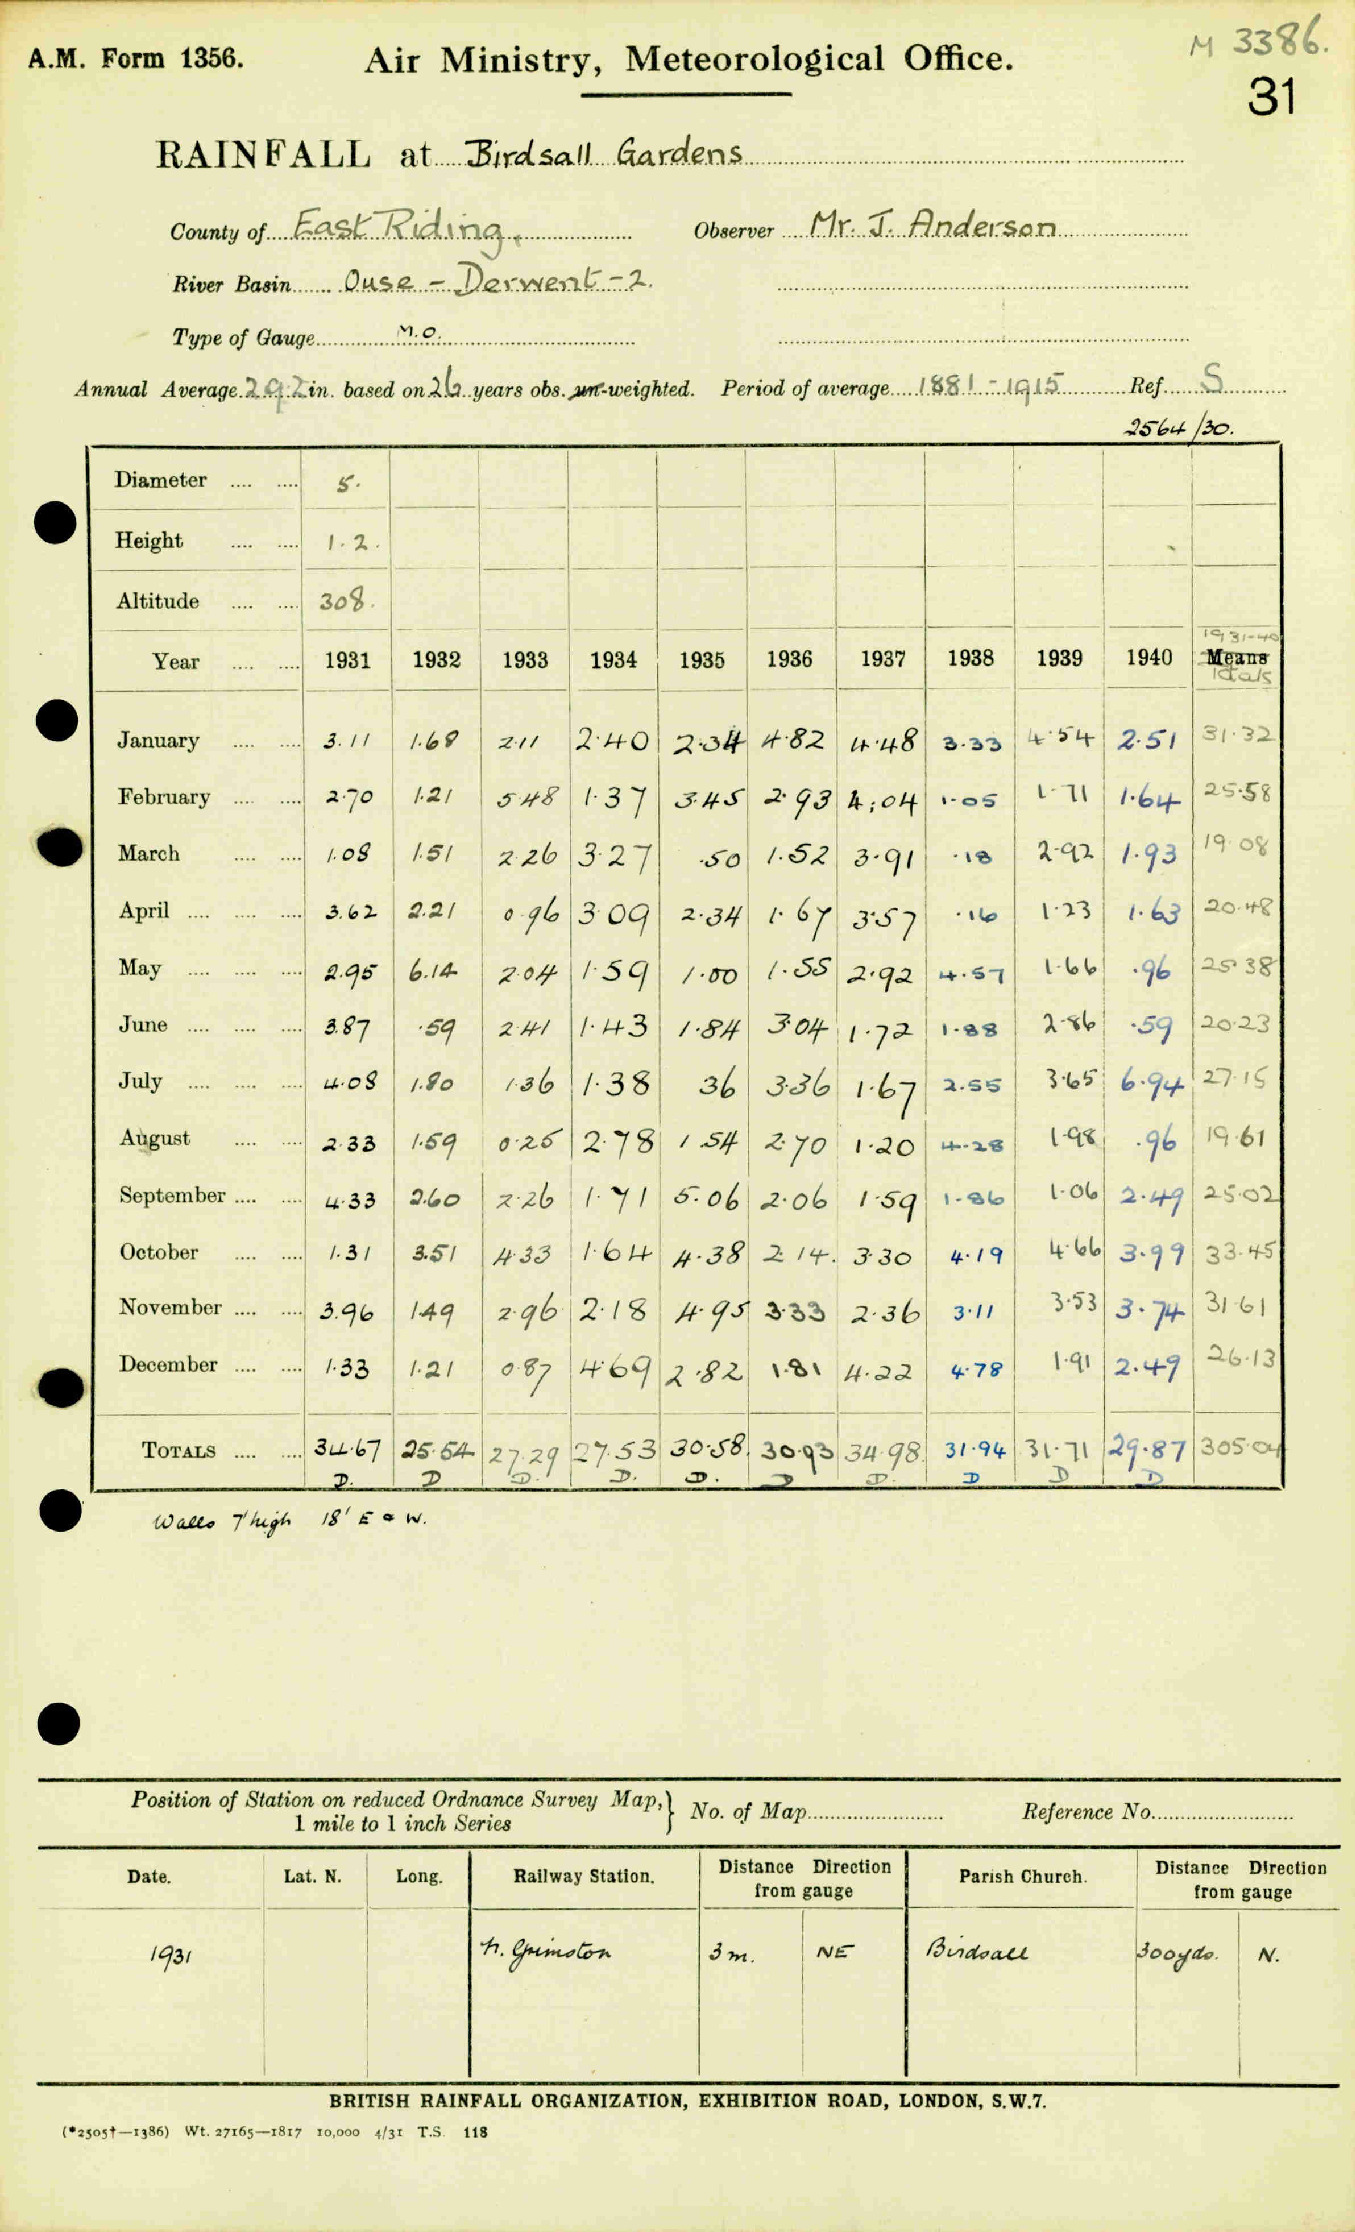 M 3386.
A.M. Form 1356. Air Ministry, Meteorological Office.
31
RAINFALL at Birdsall Gardens
County of East Riding, Observer Mr. J. Anderson
River Basin Ouse - Derwent - 2.
Type of Gauge M.O.
Annual Average 29.2 in. based on 26 years obs. un-weighted. Period of average 1881 - 1915 Ref. S
2564/30.
Diameter 5.
Height 1.2.
Altitude 308.
1931-40
Year 1931 1932 1933 1934 1935 1936 1937 1938 1939 1940 Means
totals
January 3.11 1.68 2.11 2.40 2.34 4.82 4.48 3.33 4.54 2.51 31.32
February 2.70 1.21 5.48 1.37 3.45 2.93 4.04 1.05 1.71 1.64 25.58
March 1.08 1.51 2.26 3.27 .50 1.52 3.91 .18 2.92 1.93 19.08
April 3.62 2.21 0.96 3.09 2.34 1.67 3.57 .16 1.23 1.63 20.48
May 2.95 6.14 2.04 1.59 1.00 1.55 2.92 4.57 1.66 .96 25.38
June 3.87 .59 2.41 1.43 1.84 3.04 1.72 1.88 2.86 .59 20.23
July 4.08 1.80 1.36 1.38 36 3.36 1.67 2.55 3.65 6.94 27.15
August 2.33 1.59 0.25 2.78 1.54 2.70 1.20 4.28 1.98 .96 19.61
September 4.33 2.60 2.26 1.71 5.06 2.06 1.59 1.86 1.06 2.49 25.02
October 1.31 3.51 4.33 1.64 4.38 2.14. 3.30 4.19 4.66 3.99 33.45
November 3.96 1.49 2.96 2.18 4.95 3.33 2.36 3.11 3.53 3.74 31.61
December 1.33 1.21 0.87 4.69 2.82 1.81 4.22 4.78 1.91 2.49 26.13
TOTALS 34.67 25.54 27.29 27.53 30.58. 30.93 34.98 31.94 31.71 29.87 305.04
D. D D. D. D. D D. D D D
Walls 7' high 18' E & W.
Position of Station on reduced Ordnance Survey Map,} No. of Map Reference No.
1 mile to 1 inch Series
Date. Lat. N. Long. Railway Station. Distance Direction Parish Church. Distance Direction
from gauge from gauge
1931 N. Grimston 3 m. NE Birdsall 300yds. N.
BRITISH RAINFALL ORGANIZATION, EXHIBITION ROAD, LONDON, S.W.7.
(*2505†—1386) Wt. 27165—1817 10,000 4/31 T.S. 118